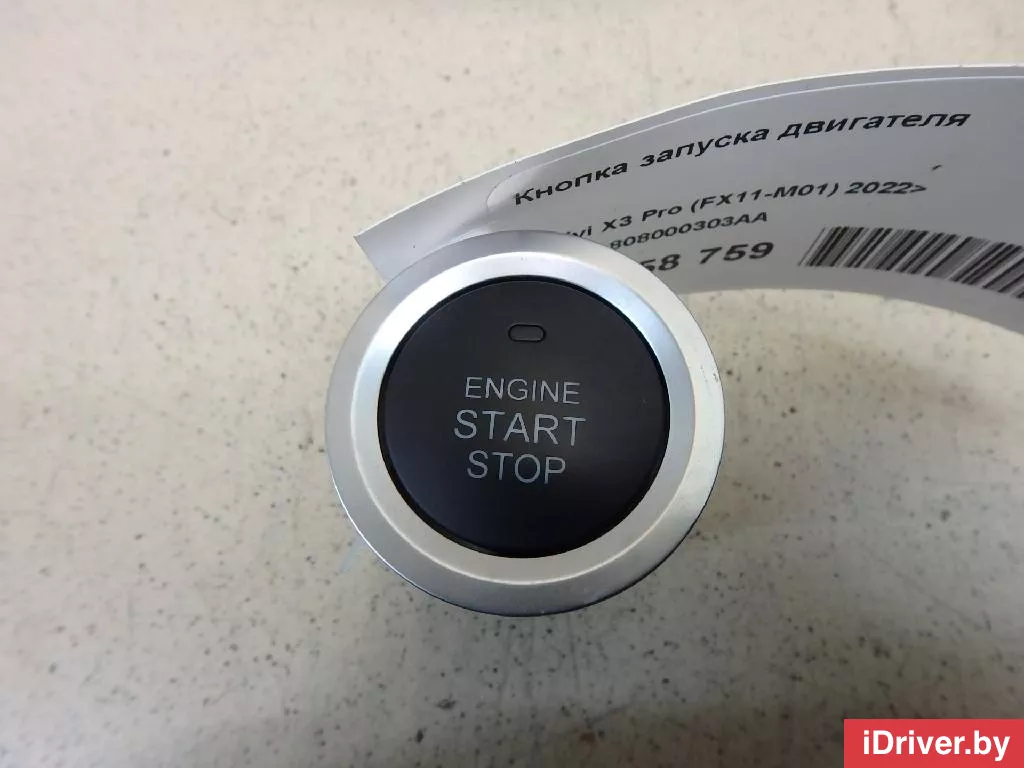 Кнопка запуска двигателя
X3 Pro (FX11-M01) 2022>
808000303AA
58 759
ENGINE
START
STOP
iDriver.by